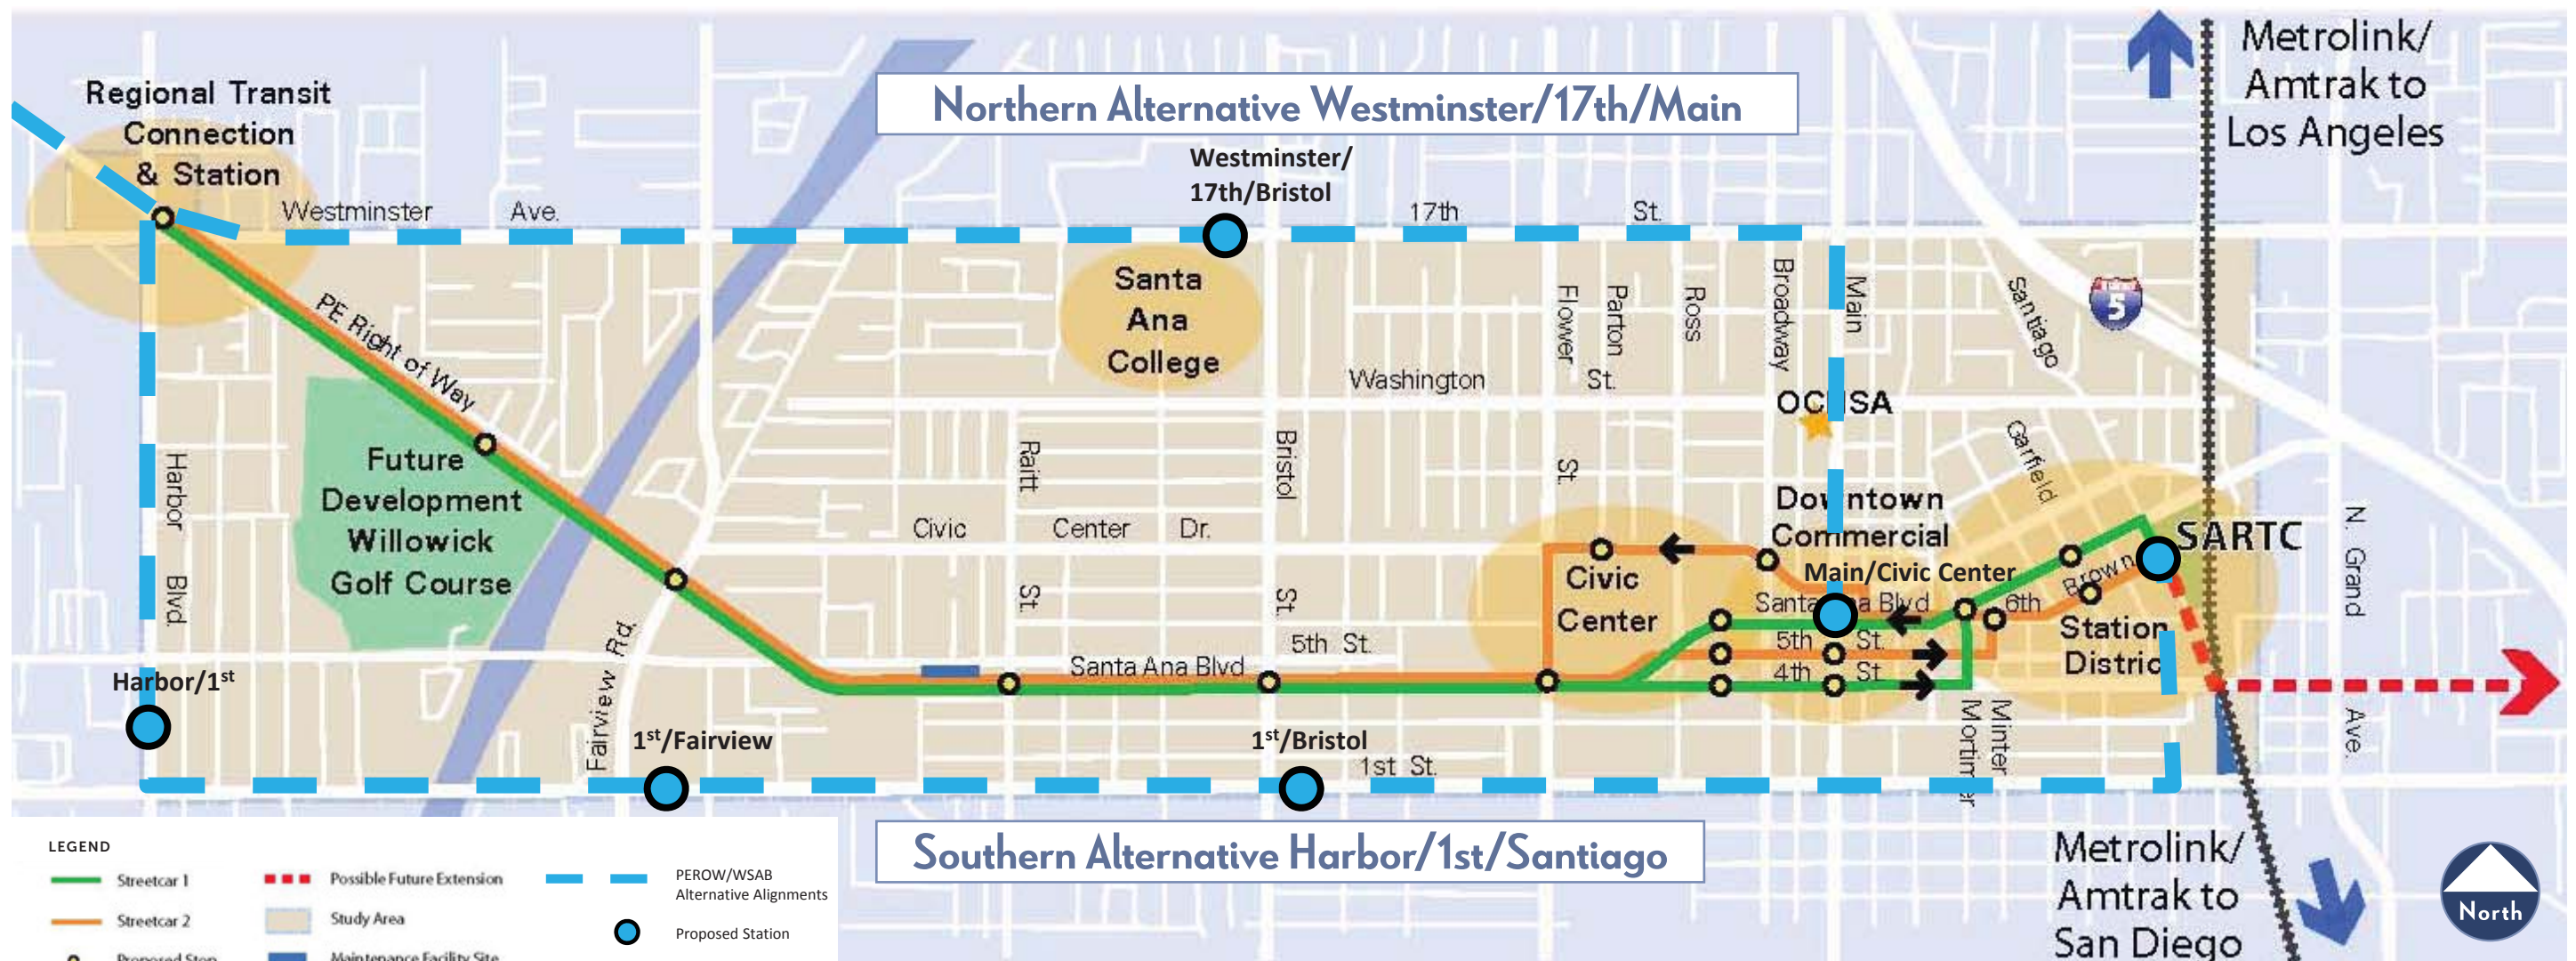 Northern Alternative Westminster/17th/Main
Metrolink/
Amtrak to
Los Angeles
Regional Transit
Connection
& Station
Westminster/
17th/Bristol
Westminster Ave.
17th St.
Santa
Ana
College
PE Right of Way
Flower St.
Parton St.
Ross
Broadway
Main
Santiago
5
Washington
OCHSA
Garfield
Future
Development
Willowick
Golf Course
Harbor Blvd.
Raitt St.
Bristol St.
Civic Center Dr.
Downtown
Commercial
Main/Civic Center
Civic
Center
SARTC
Brown
N. Grand Ave.
Santa Ana Blvd
6th
5th St.
4th St
Station
District
Santa Ana Blvd
5th St.
Fairview Rd.
Mortimer
Minter
Harbor/1st
1st/Fairview
1st/Bristol
1st St.
Southern Alternative Harbor/1st/Santiago
Metrolink/
Amtrak to
San Diego
North
LEGEND
Streetcar 1
Streetcar 2
Proposed Stop
Possible Future Extension
Study Area
Maintenance Facility Site
PEROW/WSAB
Alternative Alignments
Proposed Station